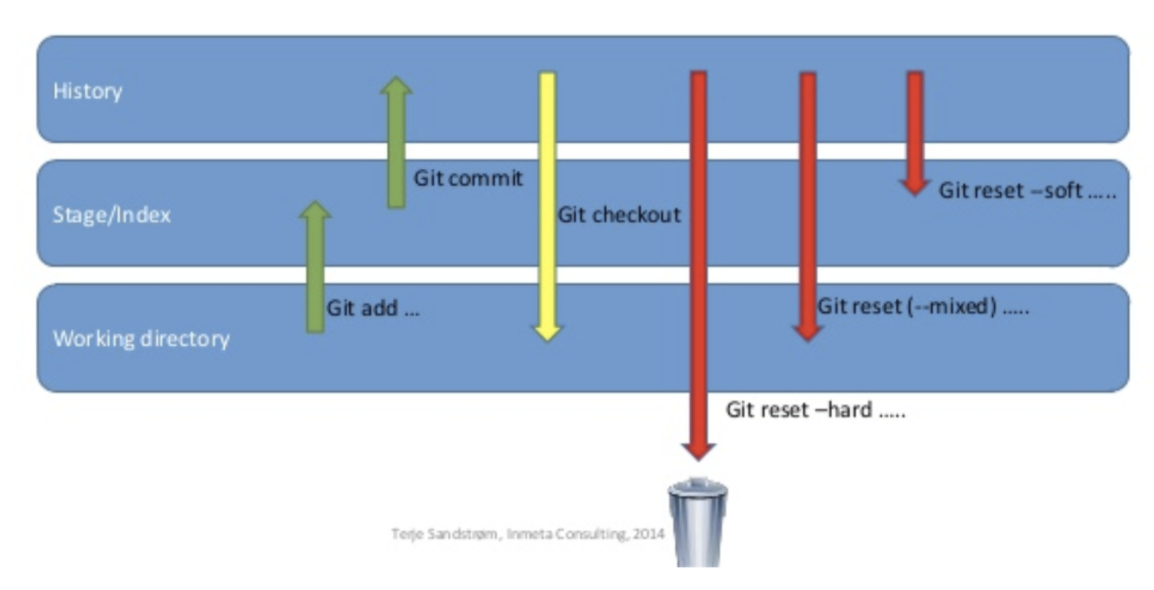 History
Git commit
Git reset –soft .....
Stage/Index
Git checkout
Git add ...
Git reset (--mixed) .....
Working directory
Git reset –hard .....
Terje Sandstrøm, Inmeta Consulting, 2014